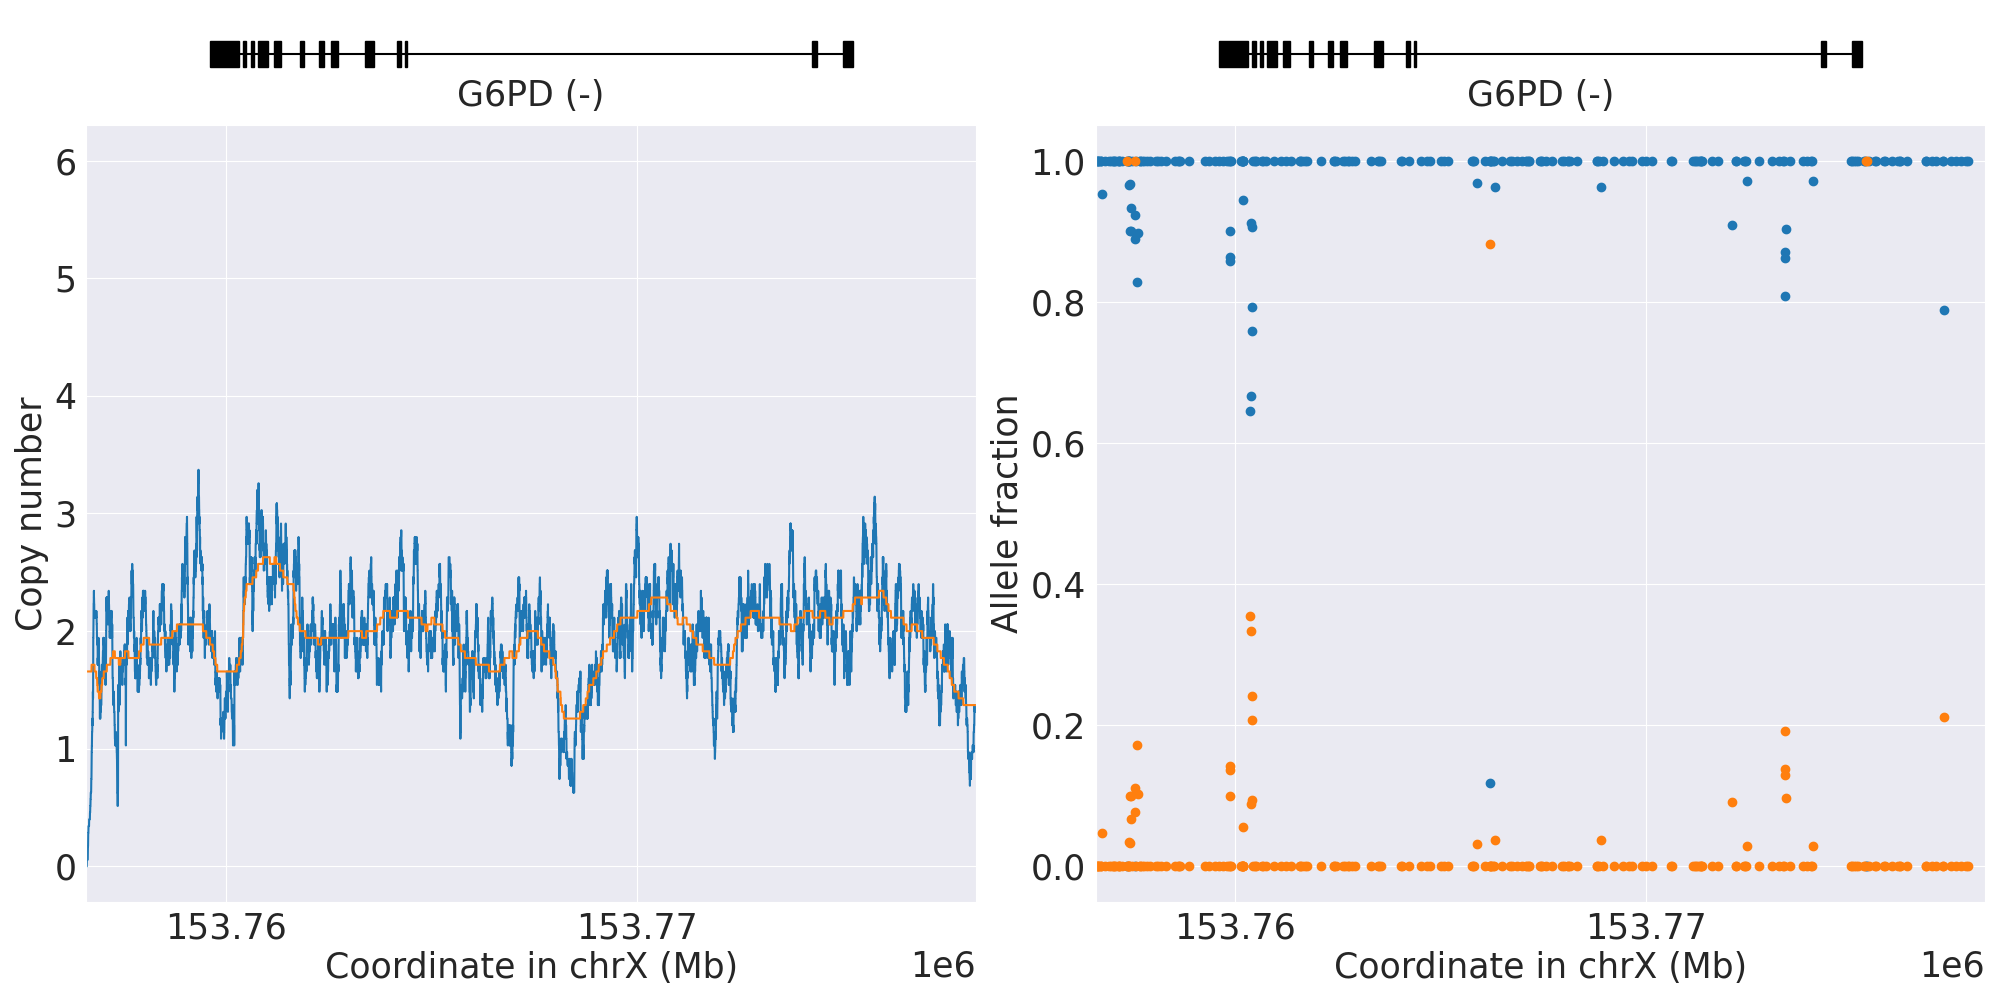 G6PD (-)
Copy number
6
5
4
3
2
1
0
153.76
153.77
Coordinate in chrX (Mb)
1e6
G6PD (-)
Allele fraction
1.0
0.8
0.6
0.4
0.2
0.0
153.76
153.77
Coordinate in chrX (Mb)
1e6